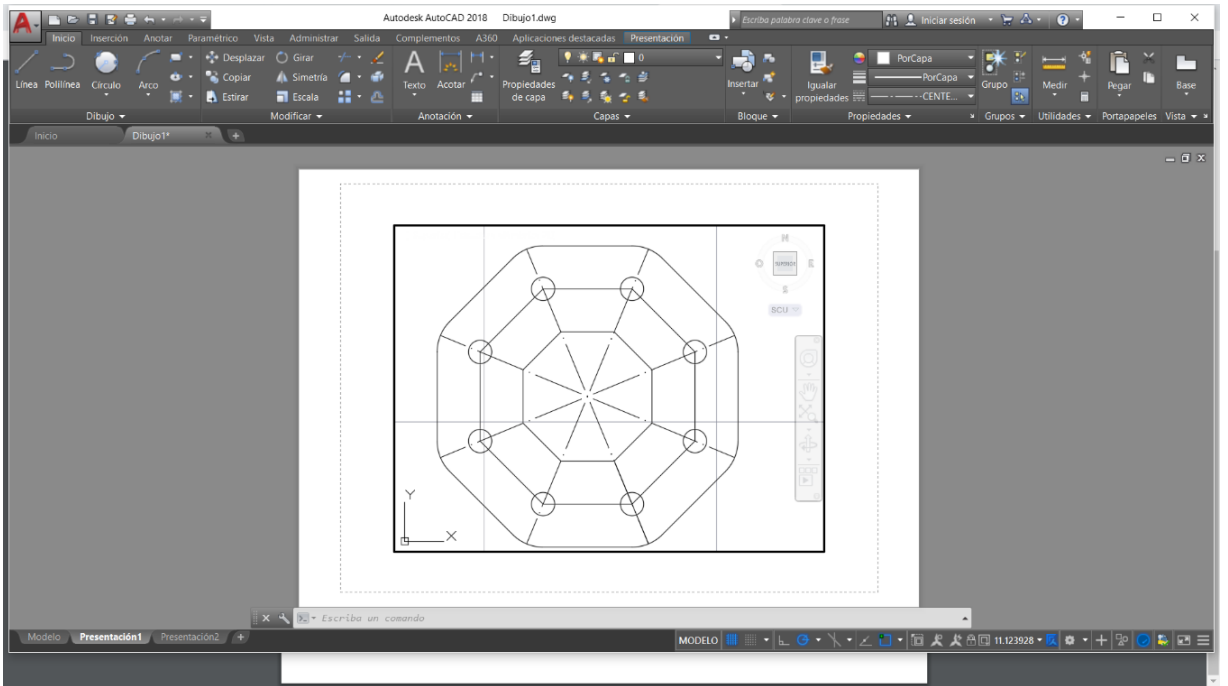 Autodesk AutoCAD 2018 Dibujo1.dwg Escriba palabra clave o frase Iniciar sesión
Inicio Inserción Anotar Paramétrico Vista Administrar Salida Complementos A360 Aplicaciones destacadas Presentación
Desplazar Girar 0 PorCapa
Línea Polilínea Círculo Arco Copiar Simetría Texto Acotar Propiedades de capa Insertar Igualar propiedades PorCapa Grupo Medir Pegar Base
Estirar Escala CENTE...
Dibujo Modificar Anotación Capas Bloque Propiedades Grupos Utilidades Portapapeles Vista
Inicio Dibujo1*
N
O SUPERIOR E
S
SCU
Y
X
Escriba un comando
Modelo Presentación1 Presentación2 +
MODELO 11.123928